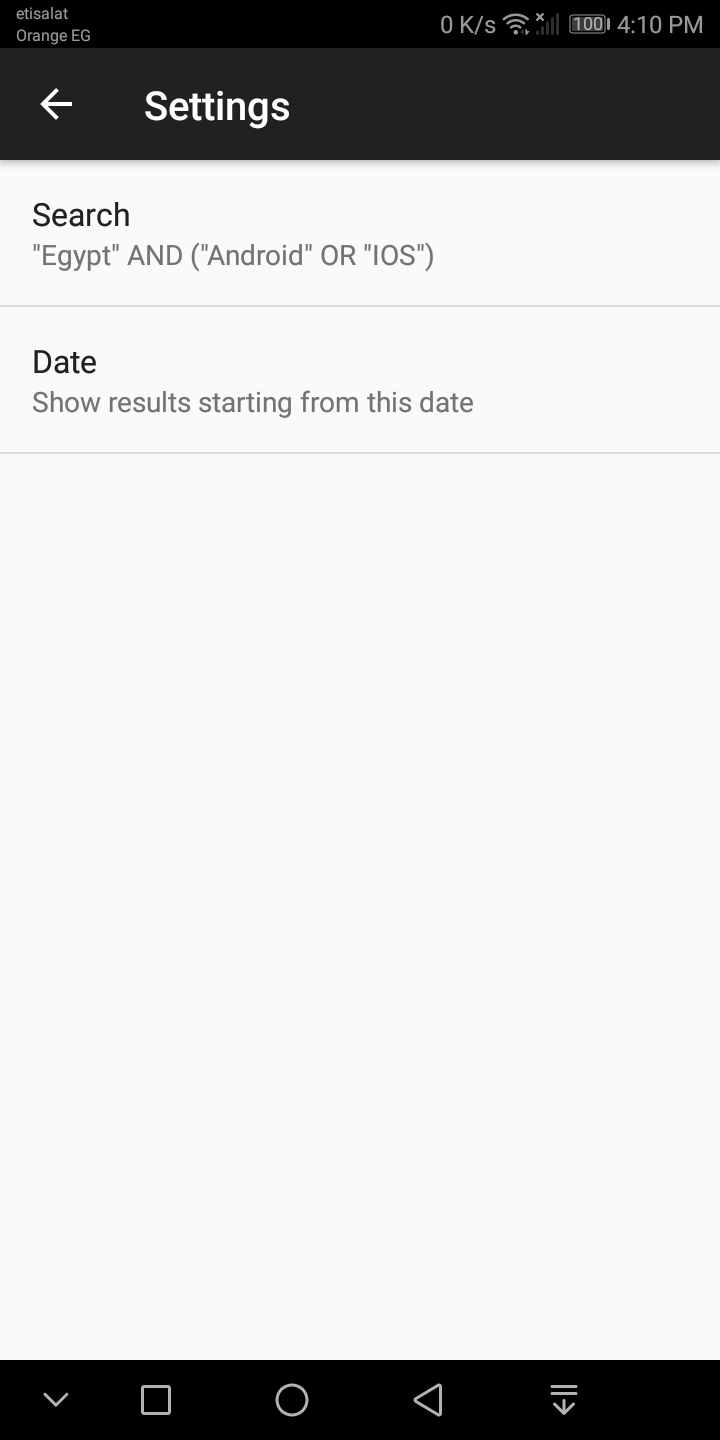 etisalat
Orange EG
0 K/s
100
4:10 PM
Settings
Search
"Egypt" AND ("Android" OR "IOS")
Date
Show results starting from this date